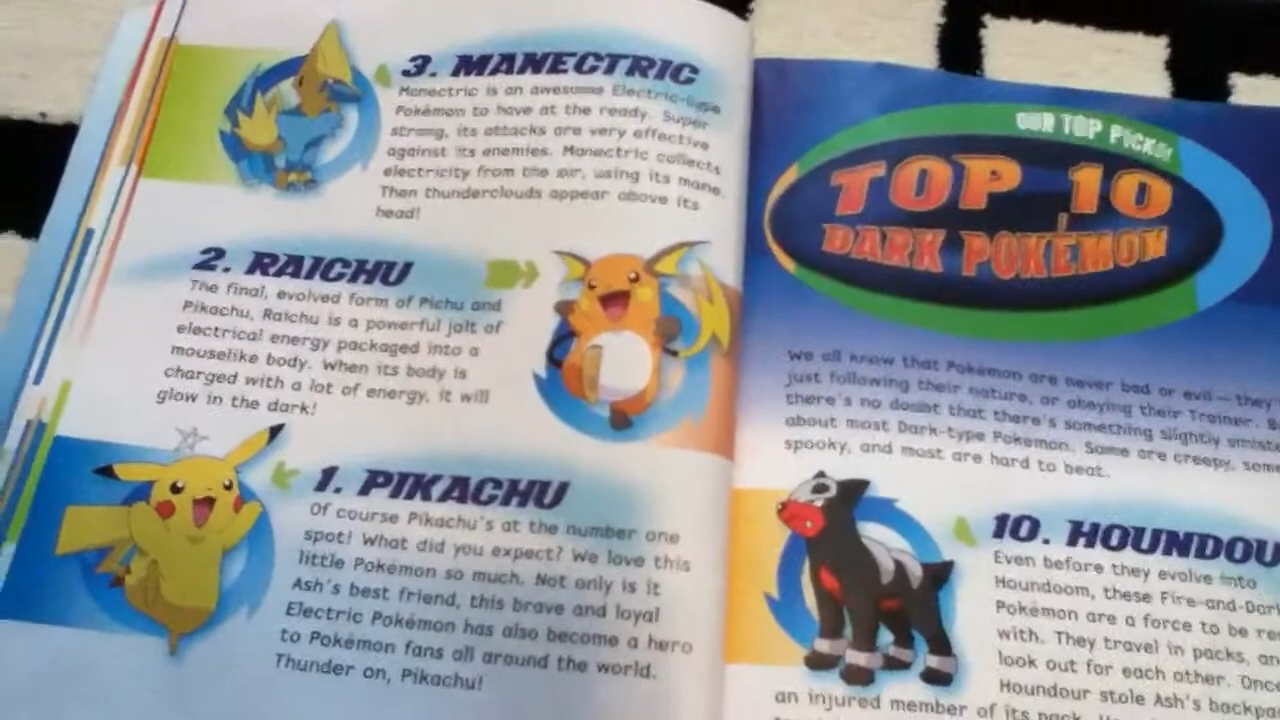 3. MANECTRIC
Manectric is an awesome Electric-type
Pokémon to have at the ready. Super
strong, its attacks are very effective
against its enemies. Manectric collects
electricity from the air, using its mane.
Then thunderclouds appear above its
head!
2. RAICHU
The final, evolved form of Pichu and
Pikachu, Raichu is a powerful jolt of
electrical energy packaged into a
mouselike body. When its body is
charged with a lot of energy, it will
glow in the dark!
1. PIKACHU
Of course Pikachu's at the number one
spot! What did you expect? We love this
little Pokémon so much. Not only is it
Ash's best friend, this brave and loyal
Electric Pokémon has also become a hero
to Pokémon fans all around the world.
Thunder on, Pikachu!
OUR TOP PICKS!
TOP 10
DARK POKÉMON
We all know that Pokémon are never bad or evil—they'
just following their nature, or obeying their Trainer.
there's no doubt that there's something slightly
about most Dark-type Pokemon. Some are creepy,
spooky, and most are hard to beat.
10. HOUNDOU
Even before they evolve into
Houndoom, these Fire-and-Dark
Pokémon are a force to be re
with. They travel in packs, an
look out for each other. Once
Houndour stole Ash's backpa
an injured member of its pack.